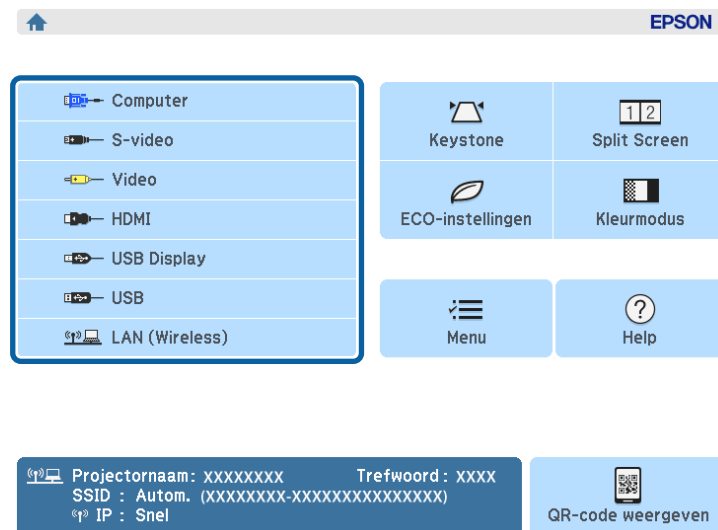 EPSON
Computer
S-video
Video
HDMI
USB Display
USB
LAN (Wireless)
Keystone
1 2
Split Screen
ECO-instellingen
Kleurmodus
Menu
?
Help
Projectornaam: XXXXXXXX Trefwoord : XXXX
SSID : Autom. (XXXXXXXX-XXXXXXXXXXXXXXX)
IP : Snel
QR-code weergeven